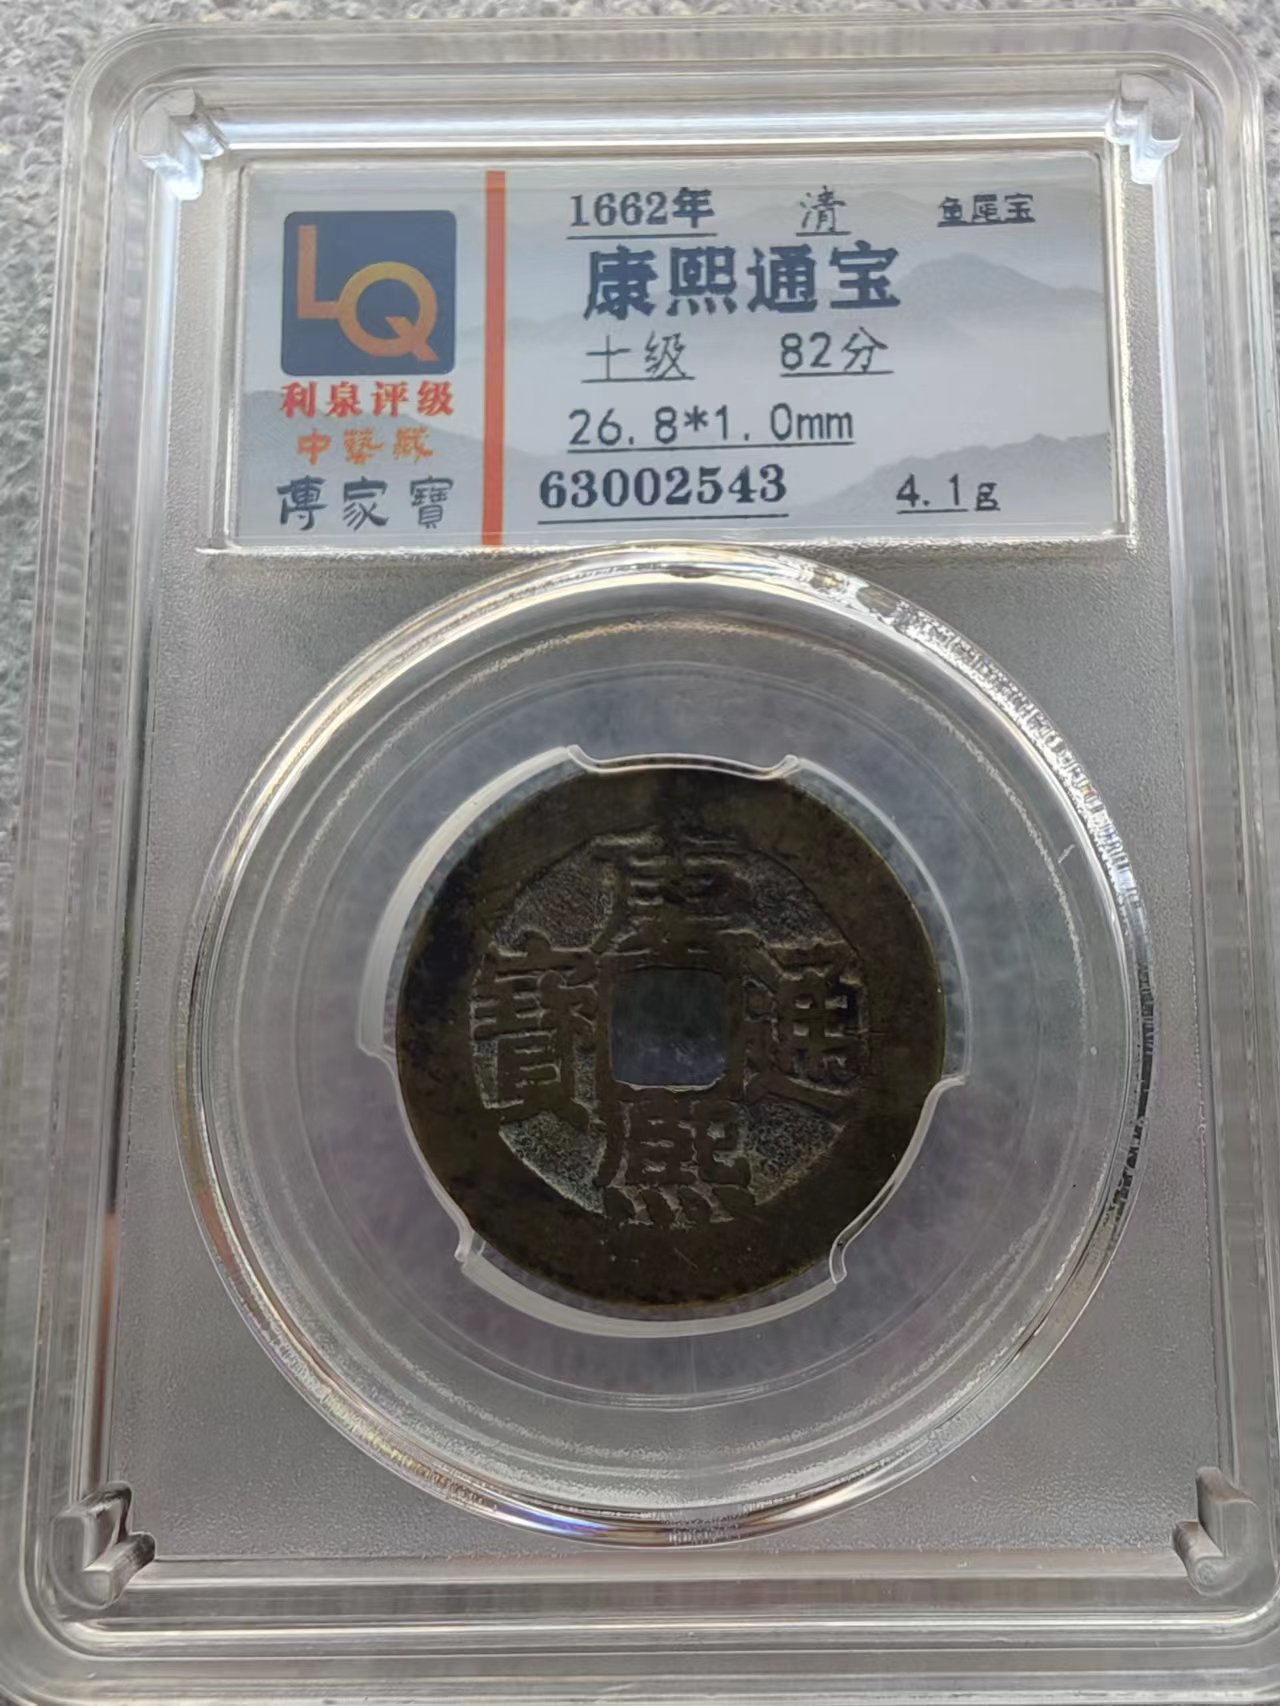 1662年 清 鱼尾宝
康熙通宝
士级 82分
26.8*1.0mm
63002543 4.1g
LQ
利泉评级
中藝藏
傳家寶
康熙通寶